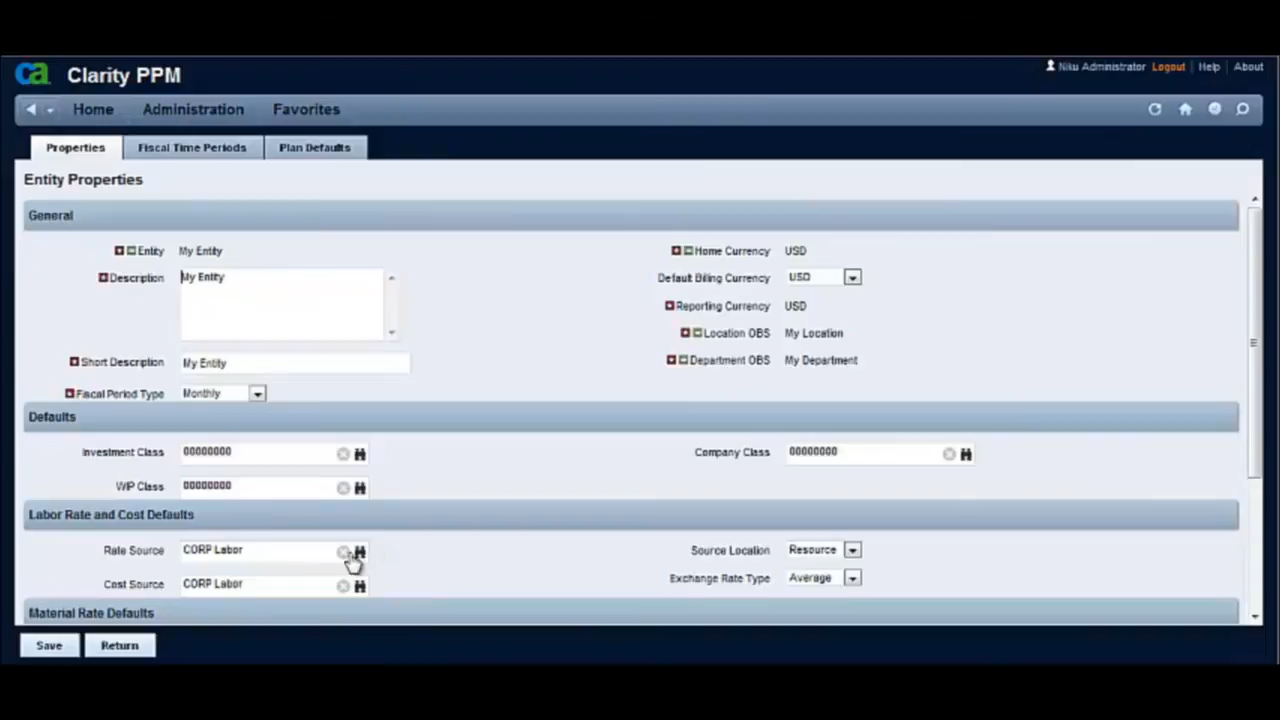 ca Clarity PPM
Niku Administrator Logout | Help | About
Home Administration Favorites
Properties Fiscal Time Periods Plan Defaults
Entity Properties
General
Entity My Entity
Home Currency USD
Description My Entity
Default Billing Currency USD
Reporting Currency USD
Location OBS My Location
Short Description My Entity
Department OBS My Department
Fiscal Period Type Monthly
Defaults
Investment Class 00000000
Company Class 00000000
WIP Class 00000000
Labor Rate and Cost Defaults
Rate Source CORP Labor
Source Location Resource
Cost Source CORP Labor
Exchange Rate Type Average
Material Rate Defaults
Save Return